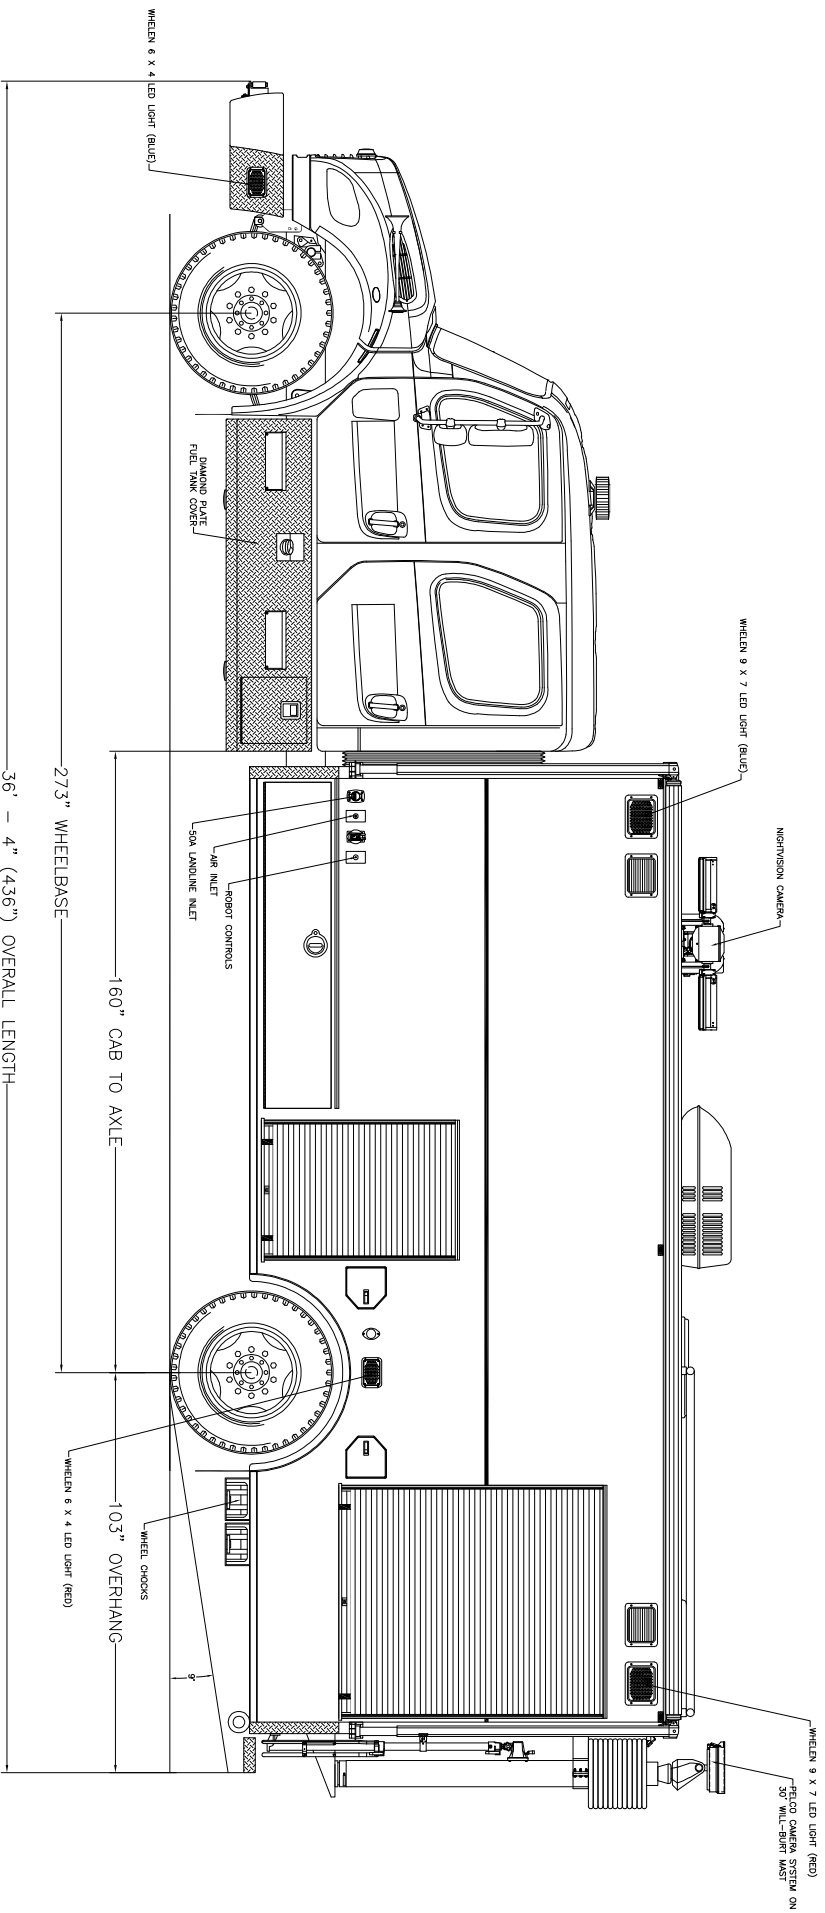 WHELEN 6 X 4 LED LIGHT (BLUE)
DIAMOND PLATE
FUEL TANK COVER
WHELEN 9 X 7 LED LIGHT (BLUE)
NIGHTVISION CAMERA
50A LANDLINE INLET
AIR INLET
ROBOT CONTROLS
WHELEN 9 X 7 LED LIGHT (RED)
PELCO CAMERA SYSTEM ON
30' WILL-BURT MAST
WHELEN 6 X 4 LED LIGHT (RED)
WHEEL CHOCKS
9°
160" CAB TO AXLE
103" OVERHANG
273" WHEELBASE
36' - 4" (436") OVERALL LENGTH